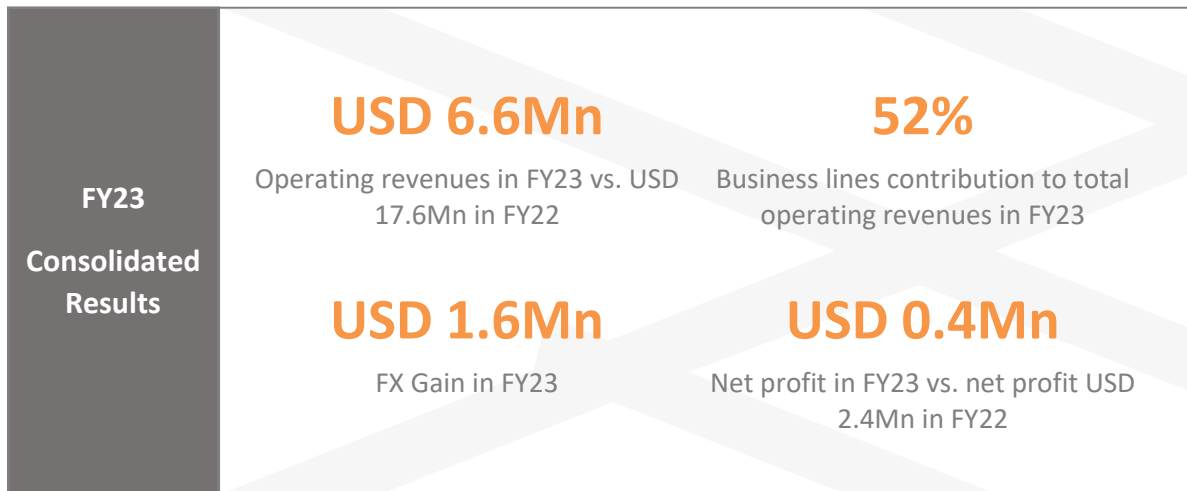 FY23
Consolidated
Results
USD 6.6Mn
Operating revenues in FY23 vs. USD
17.6Mn in FY22
52%
Business lines contribution to total
operating revenues in FY23
USD 1.6Mn
FX Gain in FY23
USD 0.4Mn
Net profit in FY23 vs. net profit USD
2.4Mn in FY22